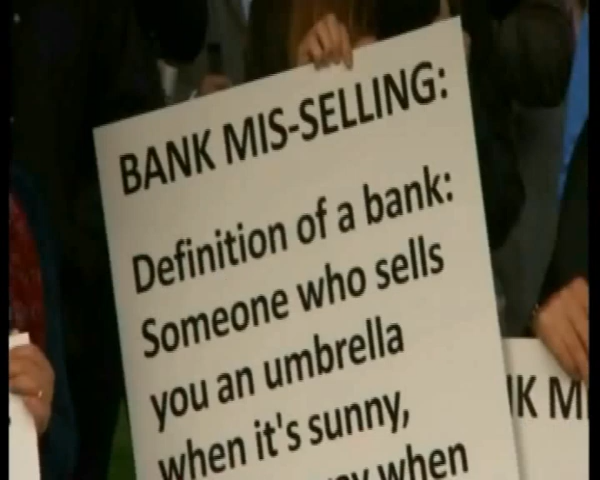 BANK MIS-SELLING:
Definition of a bank:
Someone who sells
you an umbrella
when it's sunny,
when
K M